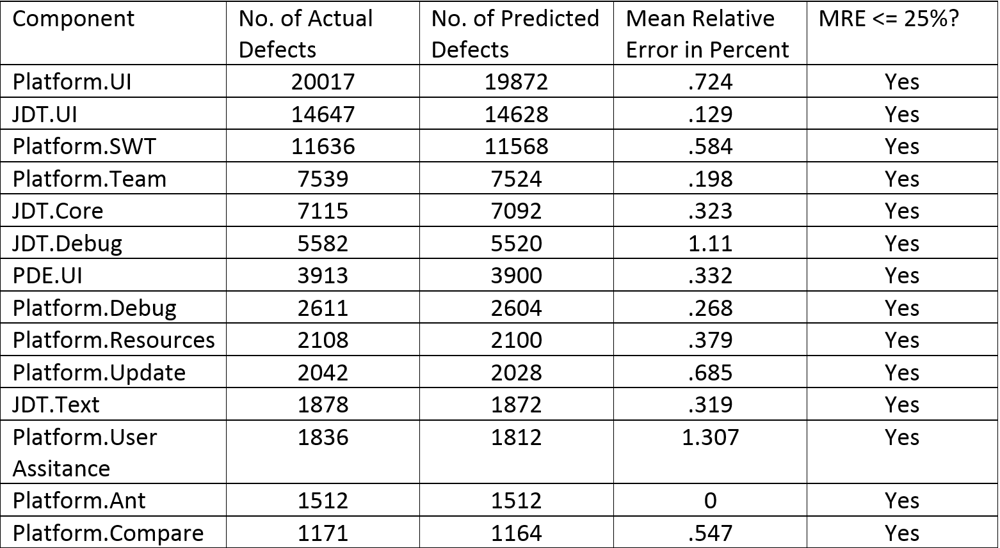 Component No. of Actual Defects No. of Predicted Defects Mean Relative Error in Percent MRE <= 25%?
Platform.UI 20017 19872 .724 Yes
JDT.UI 14647 14628 .129 Yes
Platform.SWT 11636 11568 .584 Yes
Platform.Team 7539 7524 .198 Yes
JDT.Core 7115 7092 .323 Yes
JDT.Debug 5582 5520 1.11 Yes
PDE.UI 3913 3900 .332 Yes
Platform.Debug 2611 2604 .268 Yes
Platform.Resources 2108 2100 .379 Yes
Platform.Update 2042 2028 .685 Yes
JDT.Text 1878 1872 .319 Yes
Platform.User Assitance 1836 1812 1.307 Yes
Platform.Ant 1512 1512 0 Yes
Platform.Compare 1171 1164 .547 Yes